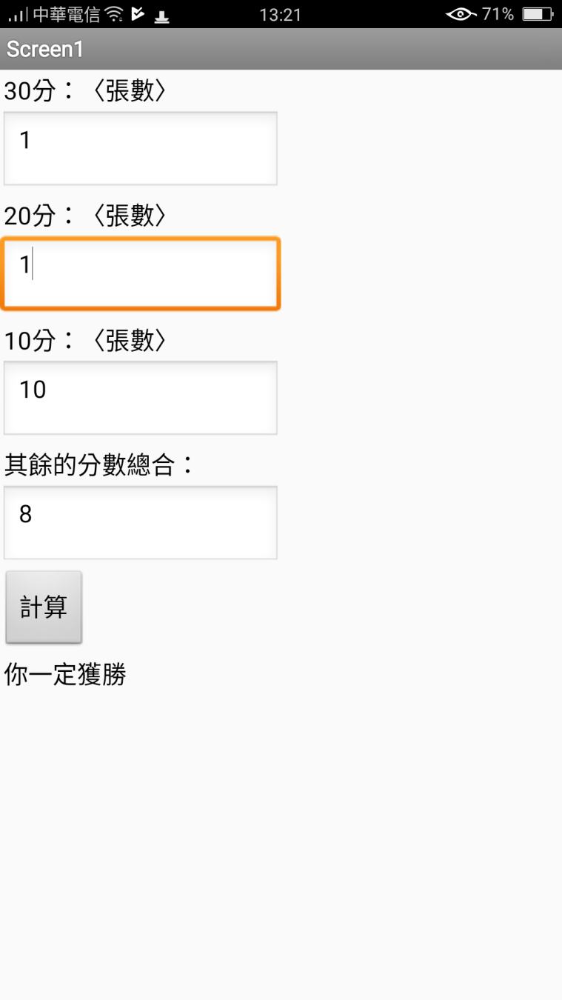 中華電信 13:21 71%
Screen1
30分：〈張數〉
1
20分：〈張數〉
1
10分：〈張數〉
10
其餘的分數總合：
8
計算
你一定獲勝